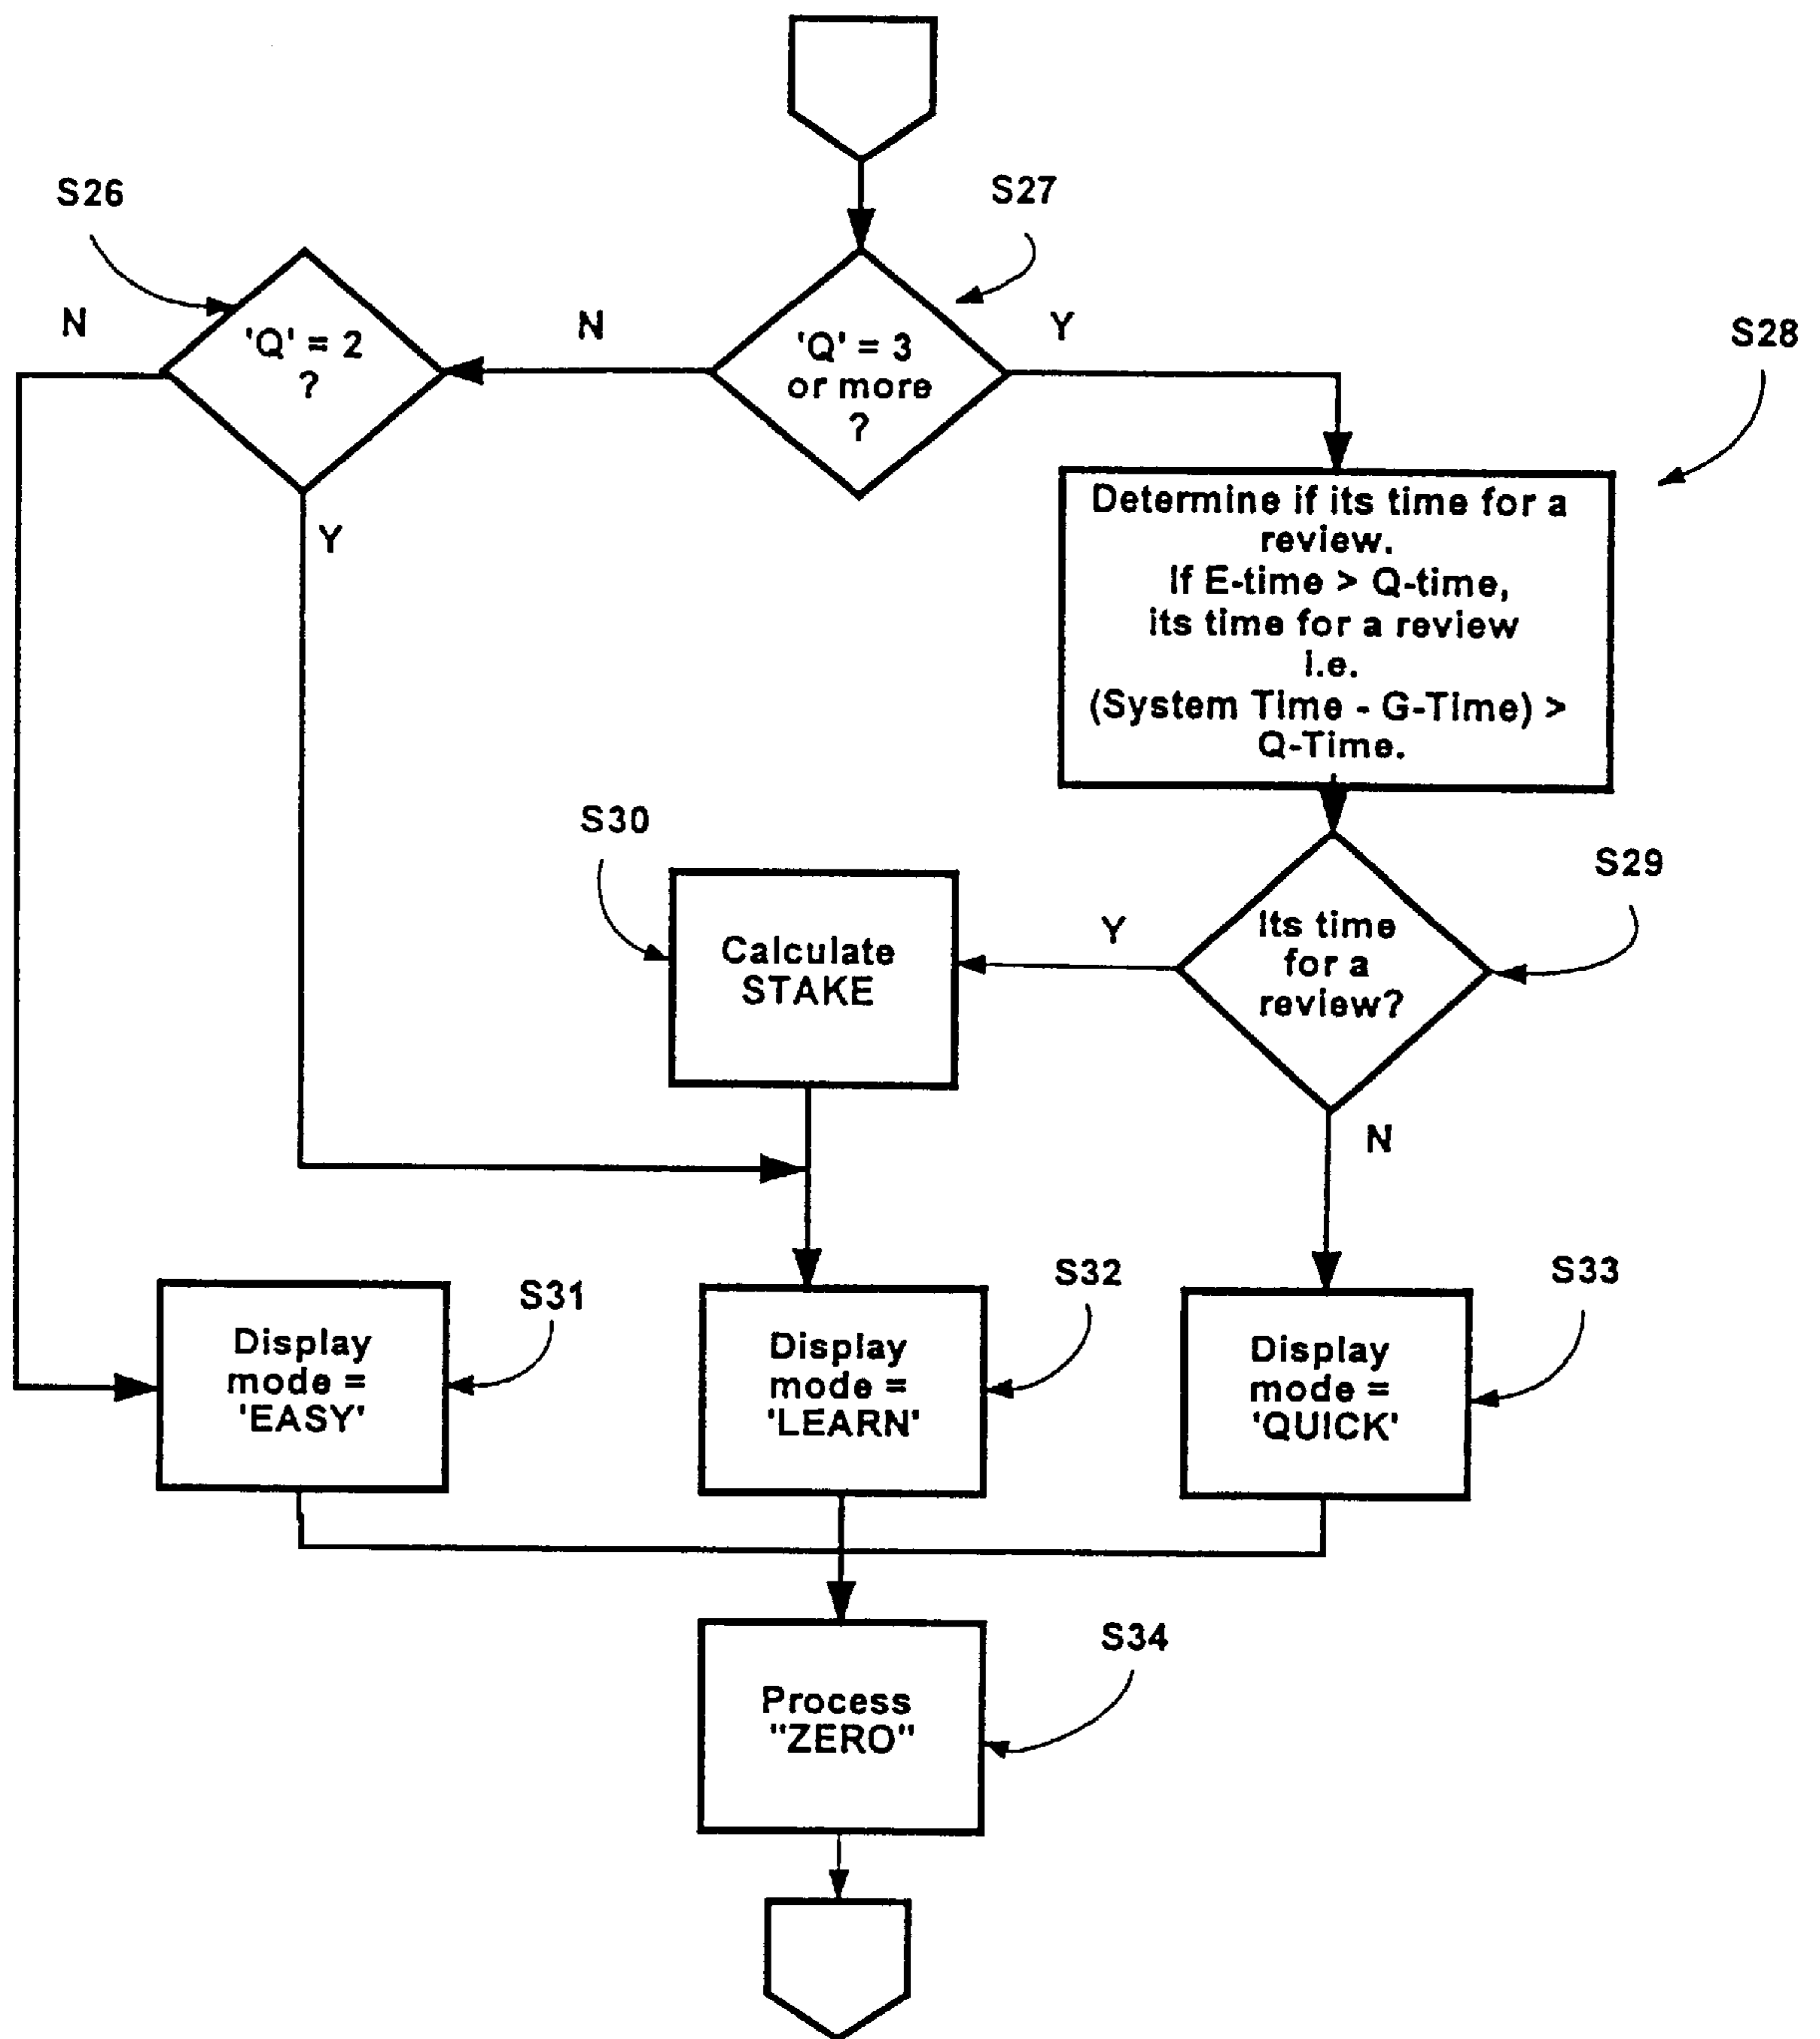 S26
S27
N
N
Y
S28
'Q' = 2
?
'Q' = 3
or more
?
Y
Determine if its time for a
review.
If E-time > Q-time,
its time for a review
i.e.
(System Time - G-Time) >
Q-Time.
S30
S29
Calculate
STAKE
Y
Its time
for a
review?
N
S31
S32
S33
Display
mode =
'EASY'
Display
mode =
'LEARN'
Display
mode =
'QUICK'
S34
Process
"ZERO"